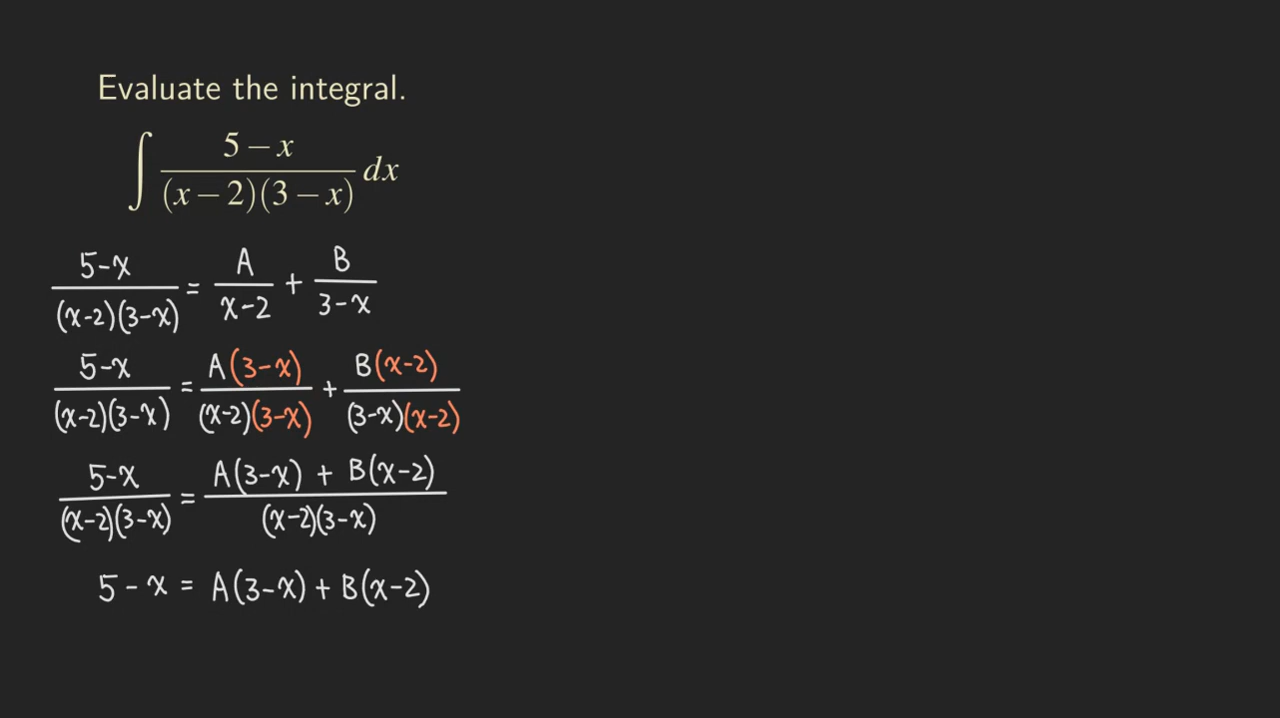 Evaluate the integral.
∫ (5 − x)/((x − 2)(3 − x)) dx
(5-x)/((x-2)(3-x)) = A/(x-2) + B/(3-x)
(5-x)/((x-2)(3-x)) = A(3-x)/((x-2)(3-x)) + B(x-2)/((3-x)(x-2))
(5-x)/((x-2)(3-x)) = (A(3-x) + B(x-2))/((x-2)(3-x))
5-x = A(3-x) + B(x-2)